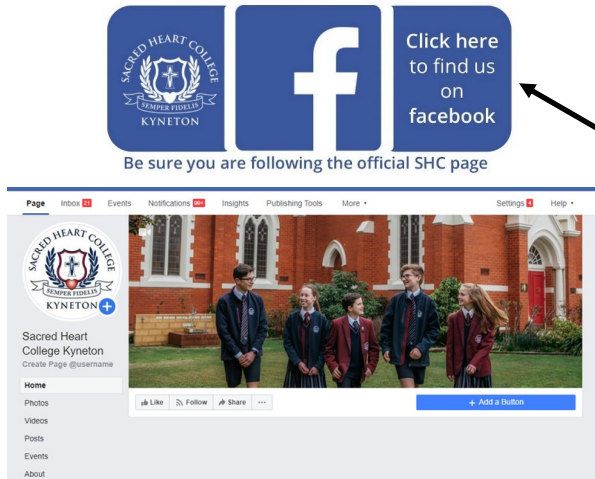 SACRED HEART COLLEGE
SEMPER FIDELIS
KYNETON
f
Click here
to find us
on
facebook
Be sure you are following the official SHC page
Page Inbox 21 Events Notifications 99+ Insights Publishing Tools More Settings 4 Help
SACRED HEART COLLEGE
SEMPER FIDELIS
KYNETON
Sacred Heart
College Kyneton
Create Page @username
Home
Photos
Videos
Posts
Events
About
Like Follow Share ...
+ Add a Button